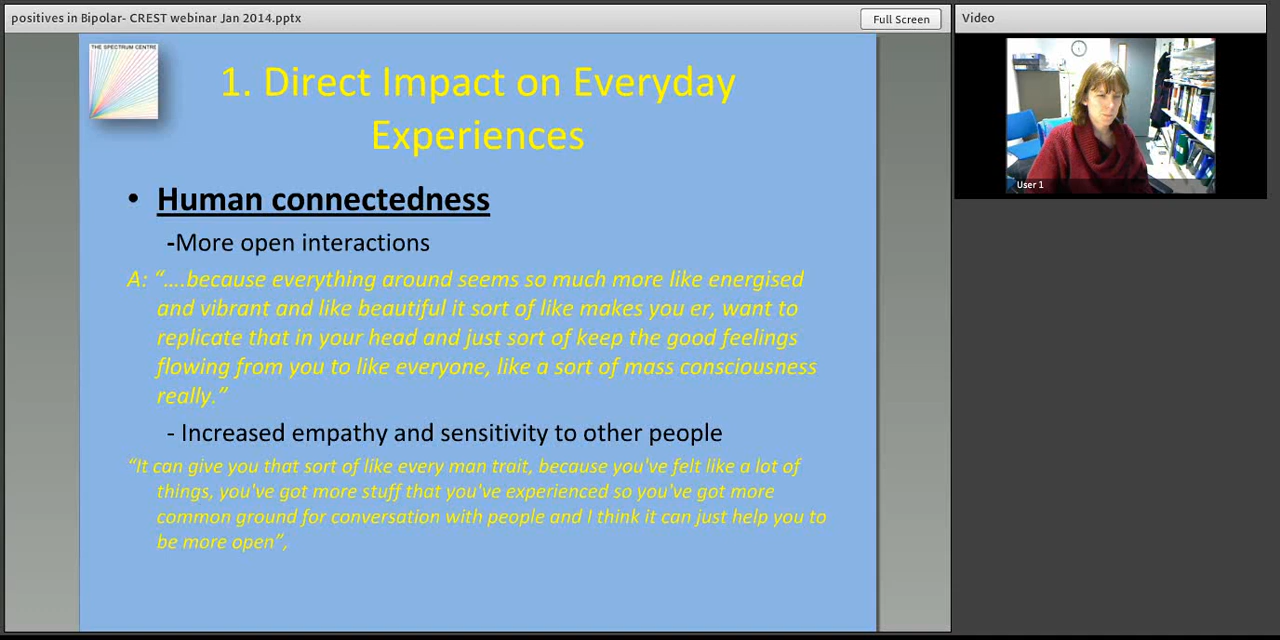 positives in Bipolar- CREST webinar Jan 2014.pptx
Full Screen
Video
THE SPECTRUM CENTRE
1. Direct Impact on Everyday
Experiences
• Human connectedness
-More open interactions
A: “….because everything around seems so much more like energised
and vibrant and like beautiful it sort of like makes you er, want to
replicate that in your head and just sort of keep the good feelings
flowing from you to like everyone, like a sort of mass consciousness
really.”
- Increased empathy and sensitivity to other people
“It can give you that sort of like every man trait, because you've felt like a lot of
things, you've got more stuff that you've experienced so you've got more
common ground for conversation with people and I think it can just help you to
be more open”,
User 1